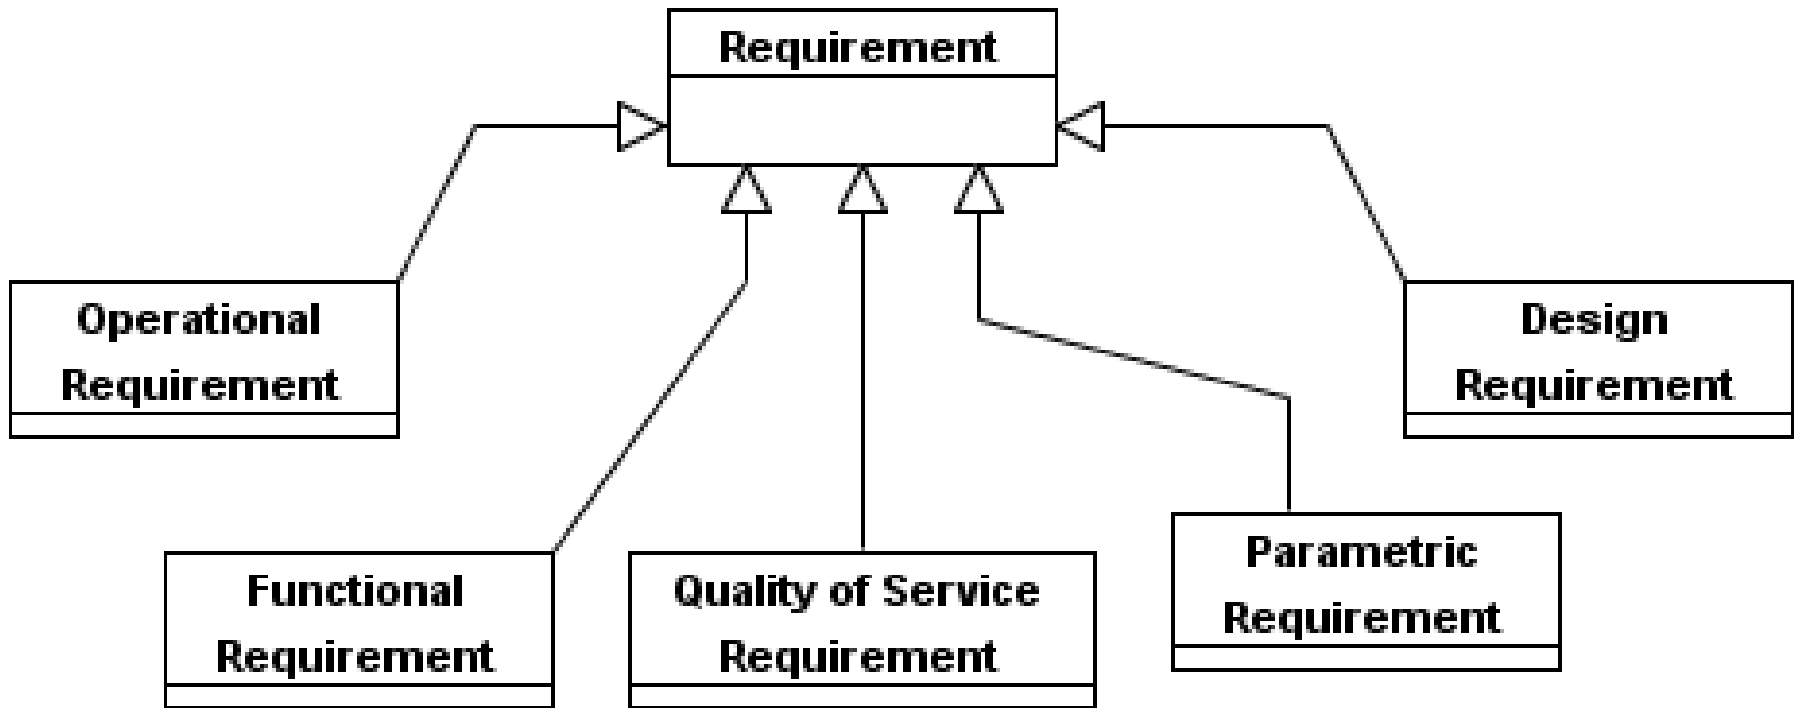 Requirement
Operational
Requirement
Design
Requirement
Functional
Requirement
Quality of Service
Requirement
Parametric
Requirement